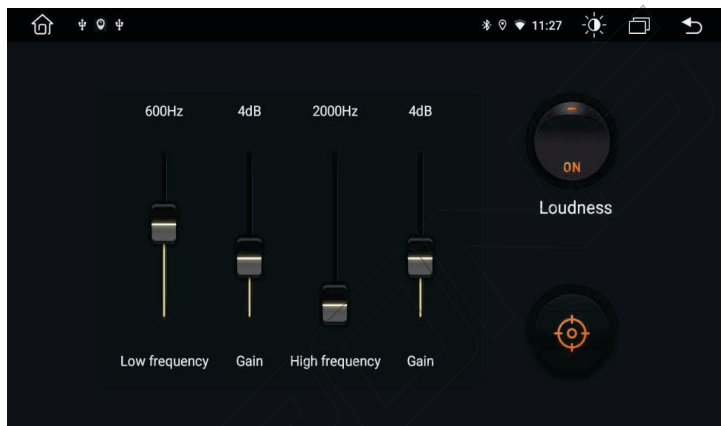 11:27
600Hz 4dB 2000Hz 4dB
ON
Loudness
Low frequency Gain High frequency Gain